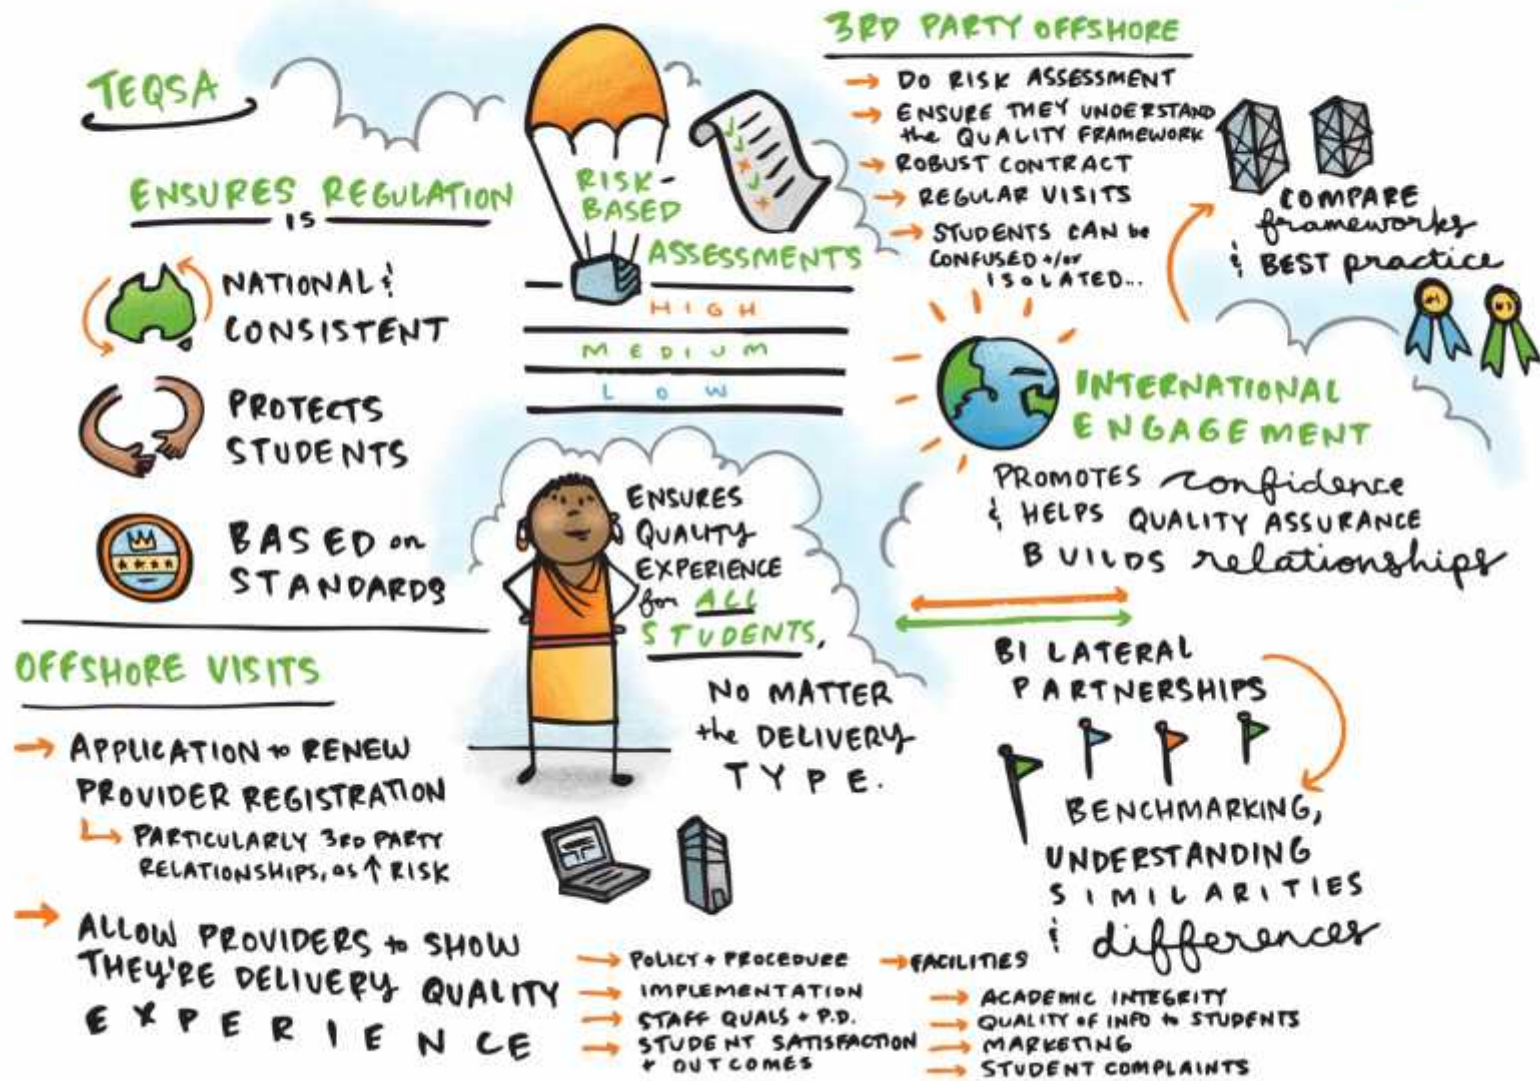 TEQSA
ENSURES REGULATION
IS
NATIONAL &
CONSISTENT
PROTECTS
STUDENTS
BASED on
STANDARDS
RISK-
BASED
ASSESSMENTS
HIGH
MEDIUM
LOW
ENSURES
QUALITY
EXPERIENCE
for ALL
STUDENTS,
NO MATTER
the DELIVERY
TYPE.
3RD PARTY OFFSHORE
→ DO RISK ASSESSMENT
→ ENSURE THEY UNDERSTAND
the QUALITY FRAMEWORK
→ ROBUST CONTRACT
→ REGULAR VISITS
→ STUDENTS CAN be
CONFUSED +/or
ISOLATED...
COMPARE
frameworks
& BEST practice
INTERNATIONAL
ENGAGEMENT
PROMOTES confidence
& HELPS QUALITY ASSURANCE
BUILDS relationships
BI LATERAL
PARTNERSHIPS
BENCHMARKING,
UNDERSTANDING
SIMILARITIES
& differences
OFFSHORE VISITS
→ APPLICATION to RENEW
PROVIDER REGISTRATION
↳ PARTICULARLY 3RD PARTY
RELATIONSHIPS, as ↑ RISK
→ ALLOW PROVIDERS to SHOW
THEY'RE DELIVERY QUALITY
EXPERIENCE
→ POLICY + PROCEDURE
→ IMPLEMENTATION
→ STAFF QUALS + P.D.
→ STUDENT SATISFACTION
+ OUTCOMES
→ FACILITIES
→ ACADEMIC INTEGRITY
→ QUALITY OF INFO to STUDENTS
→ MARKETING
→ STUDENT COMPLAINTS